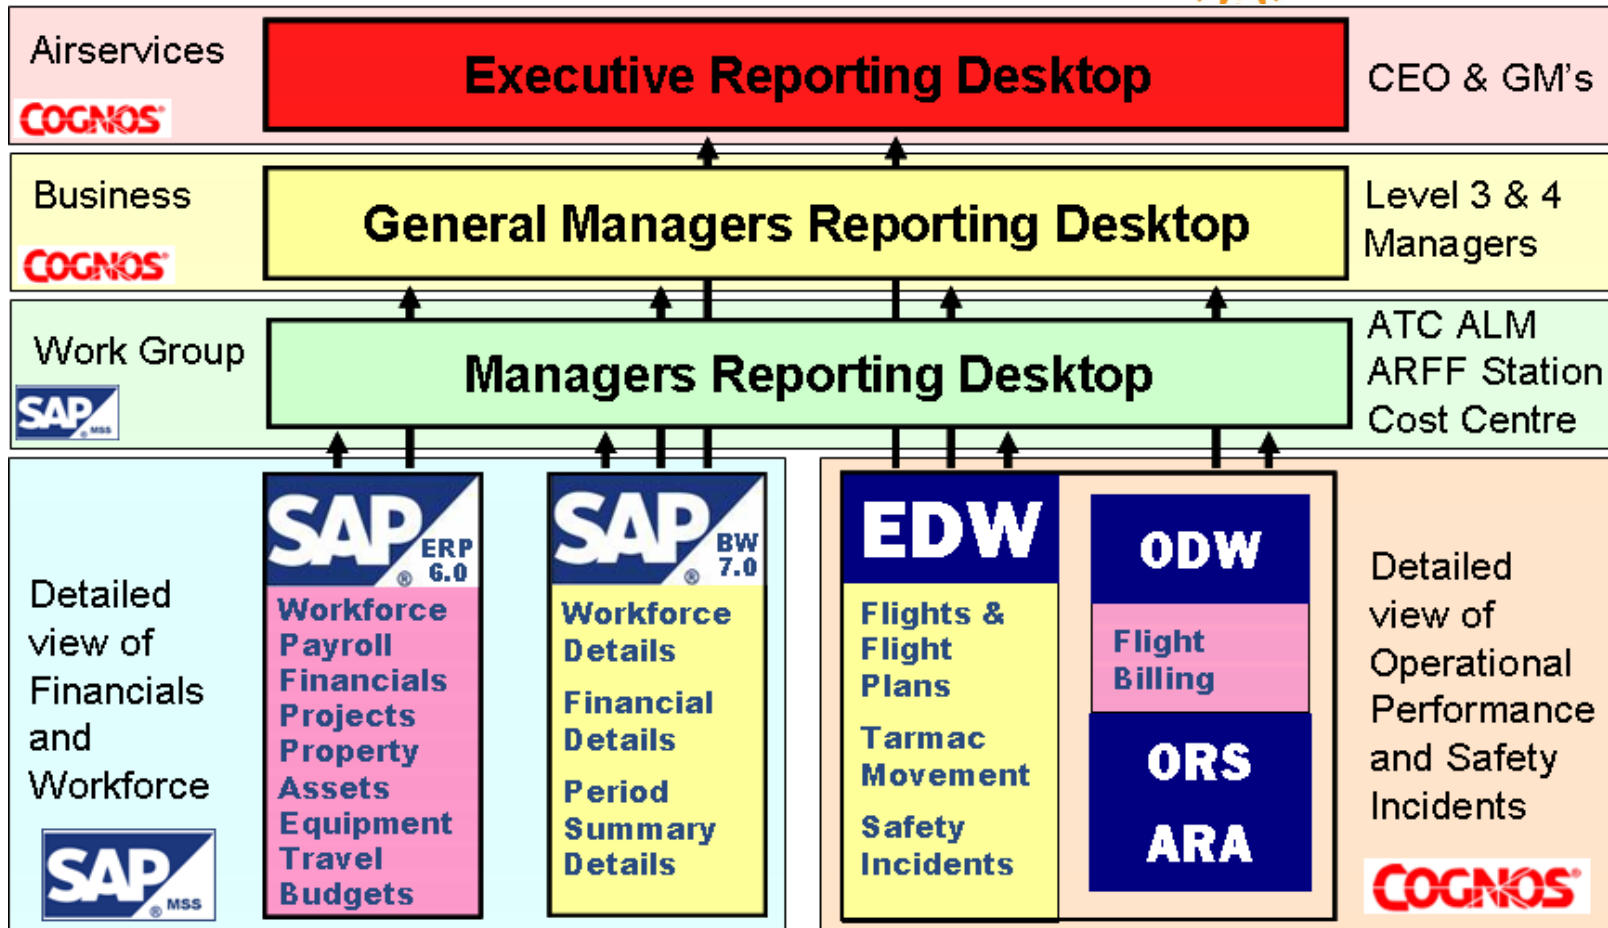 Airservices
COGNOS®
Executive Reporting Desktop
CEO & GM's
Business
COGNOS®
General Managers Reporting Desktop
Level 3 & 4
Managers
Work Group
SAP® MSS
Managers Reporting Desktop
ATC ALM
ARFF Station
Cost Centre
Detailed
view of
Financials
and
Workforce
SAP® MSS
SAP® ERP
6.0
Workforce
Payroll
Financials
Projects
Property
Assets
Equipment
Travel
Budgets
SAP® BW
7.0
Workforce
Details
Financial
Details
Period
Summary
Details
EDW
Flights &
Flight
Plans
Tarmac
Movement
Safety
Incidents
ODW
Flight
Billing
ORS
ARA
Detailed
view of
Operational
Performance
and Safety
Incidents
COGNOS®